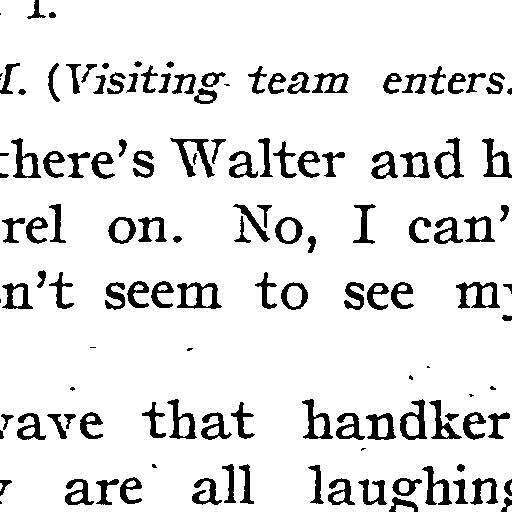 I.
M. (Visiting team enters.
there's Walter and h
rel on. No, I can'
n't seem to see my
wave that handker
are all laughing